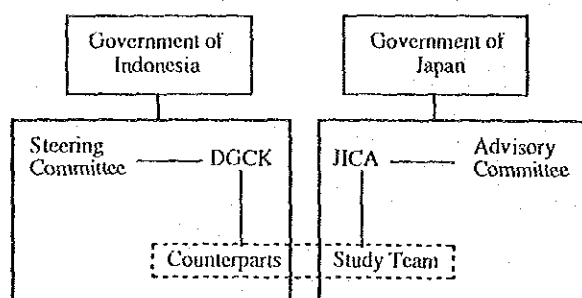 Government of
Indonesia
Government of
Japan
Steering
Committee
DGCK
JICA
Advisory
Committee
Counterparts
Study Team